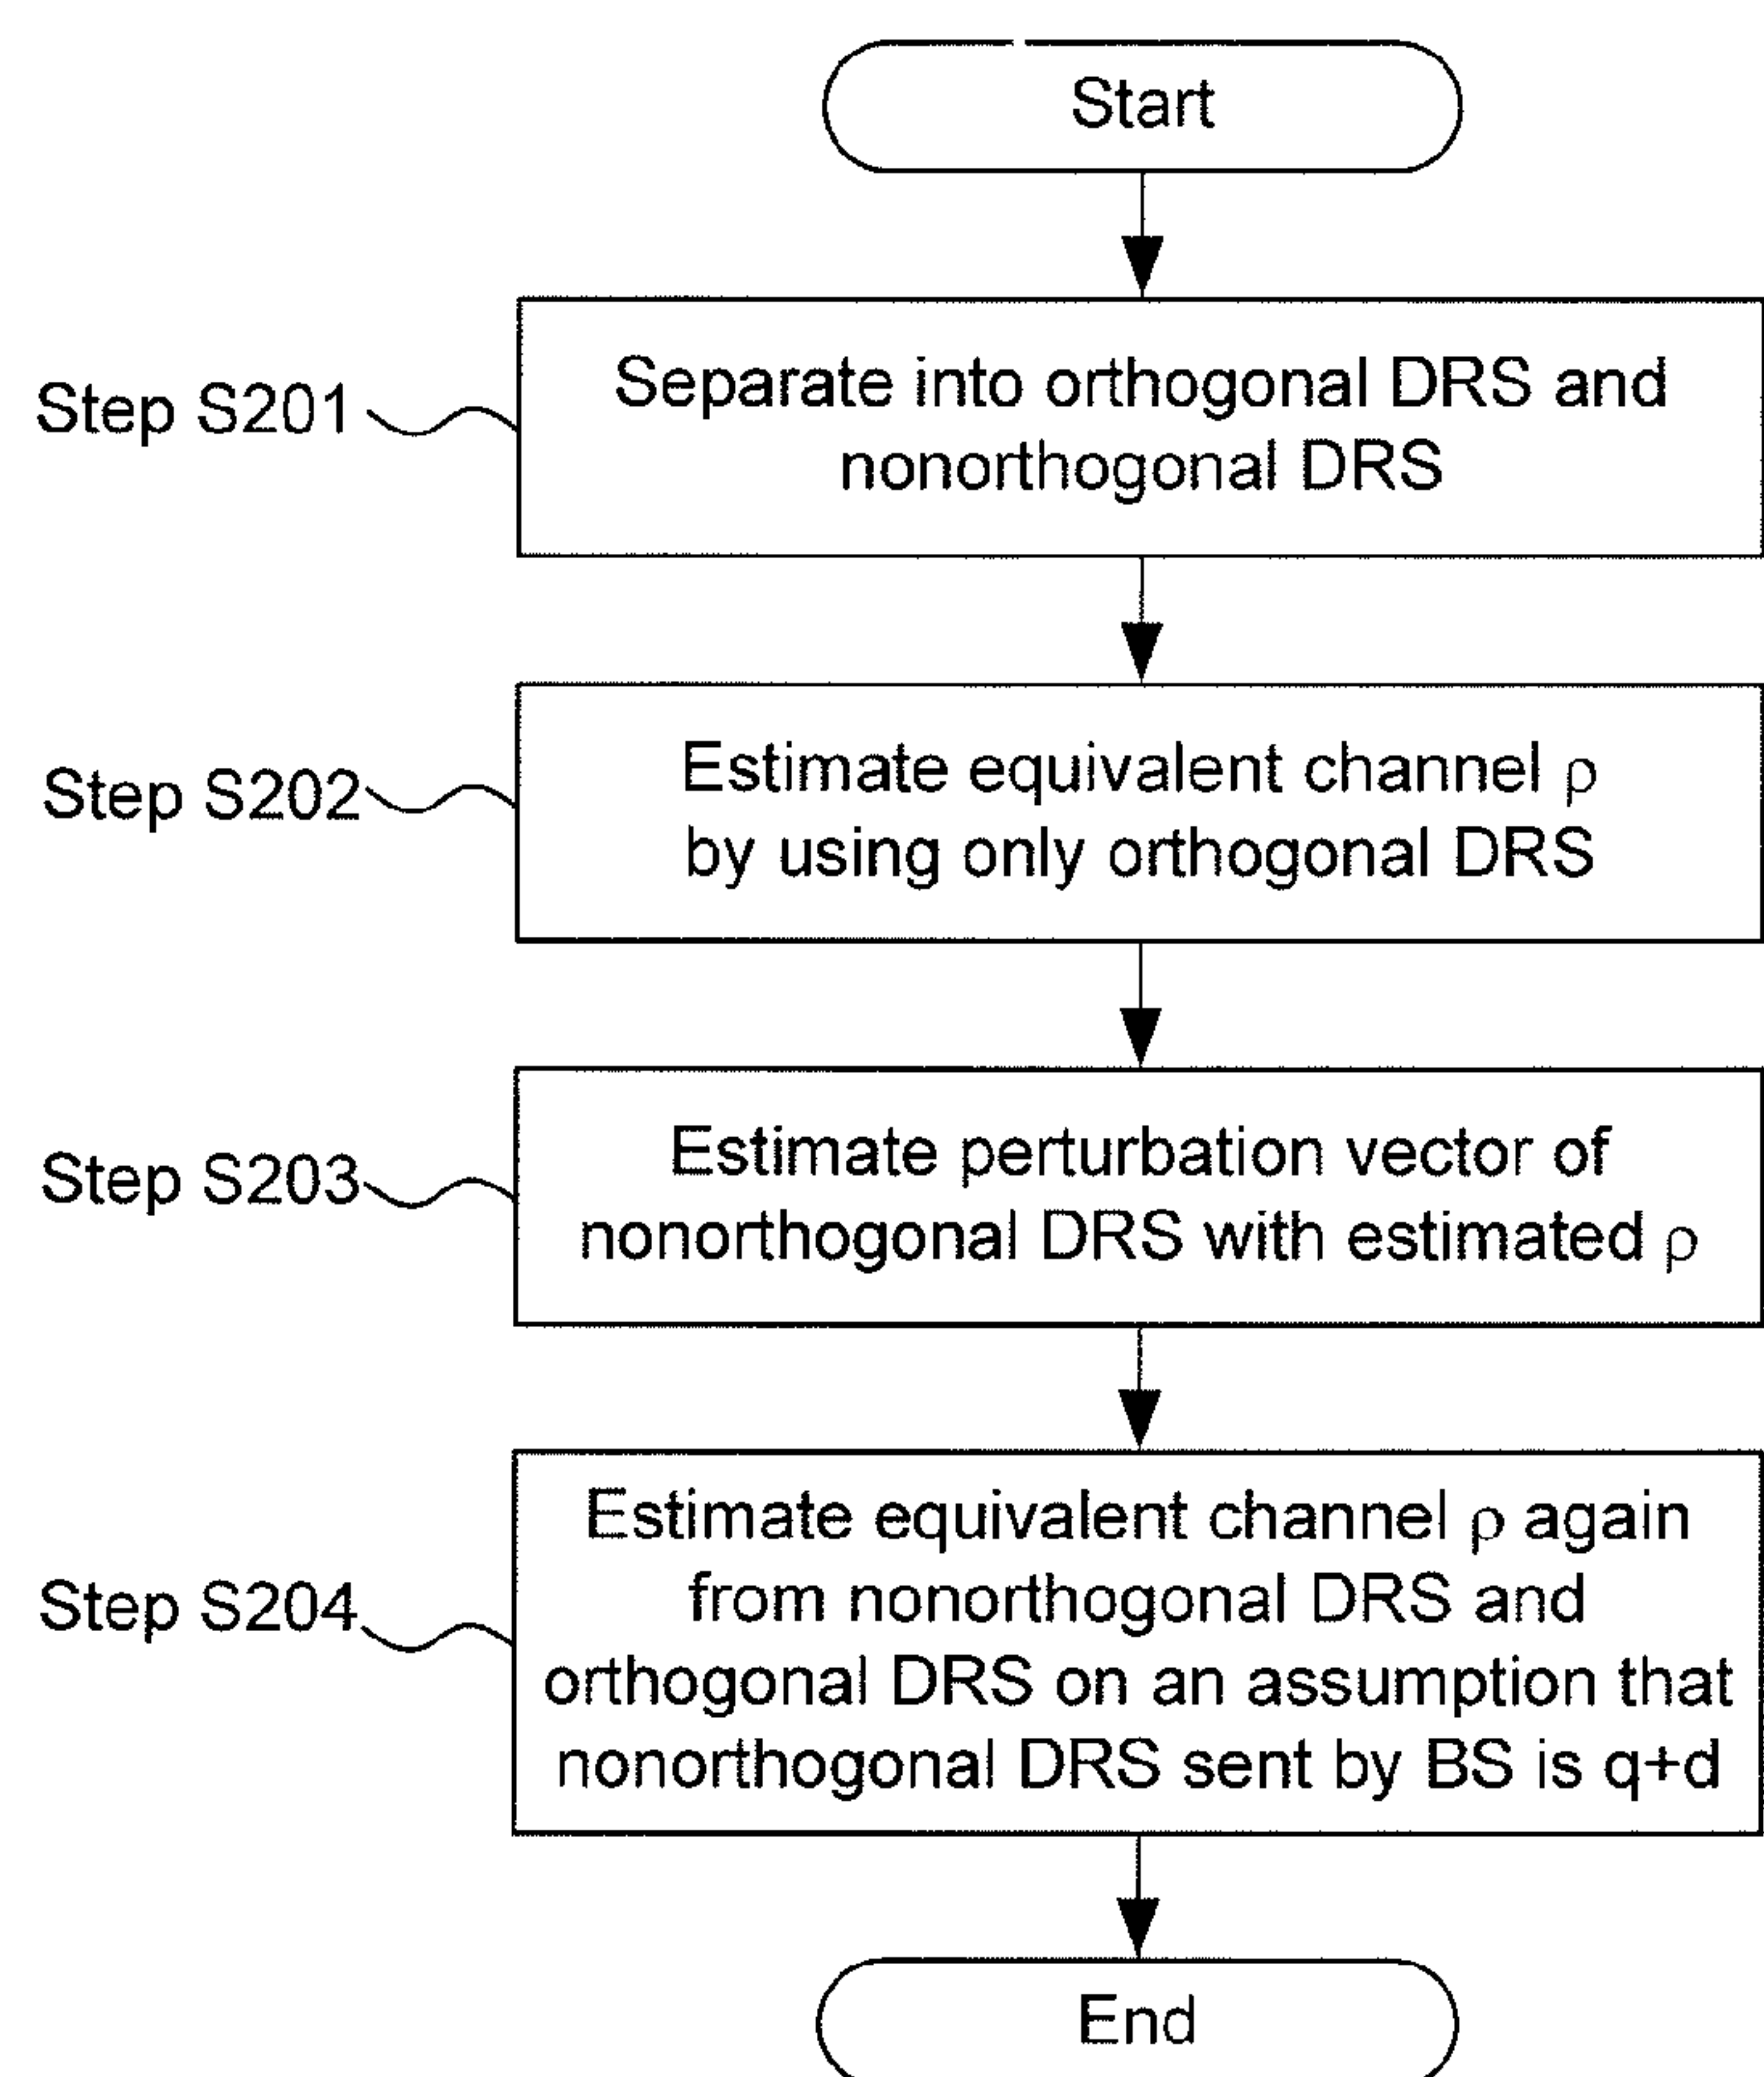 Start
Step S201
Separate into orthogonal DRS and
nonorthogonal DRS
Step S202
Estimate equivalent channel ρ
by using only orthogonal DRS
Step S203
Estimate perturbation vector of
nonorthogonal DRS with estimated ρ
Step S204
Estimate equivalent channel ρ again
from nonorthogonal DRS and
orthogonal DRS on an assumption that
nonorthogonal DRS sent by BS is q+d
End